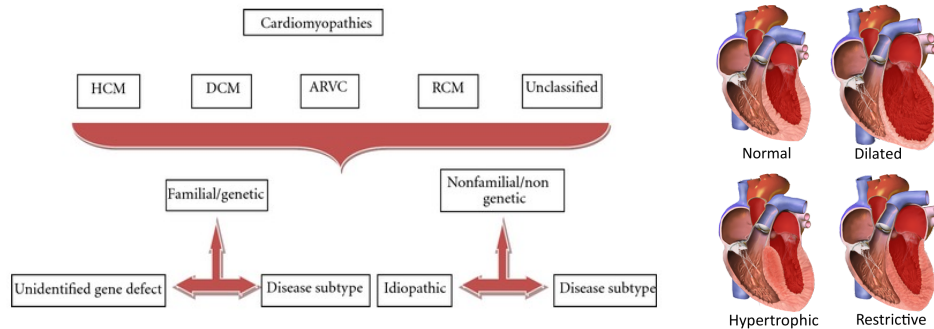 Cardiomyopathies
HCM
DCM
ARVC
RCM
Unclassified
Familial/genetic
Nonfamilial/non
genetic
Unidentified gene defect
Disease subtype
Idiopathic
Disease subtype
Normal
Dilated
Hypertrophic
Restrictive